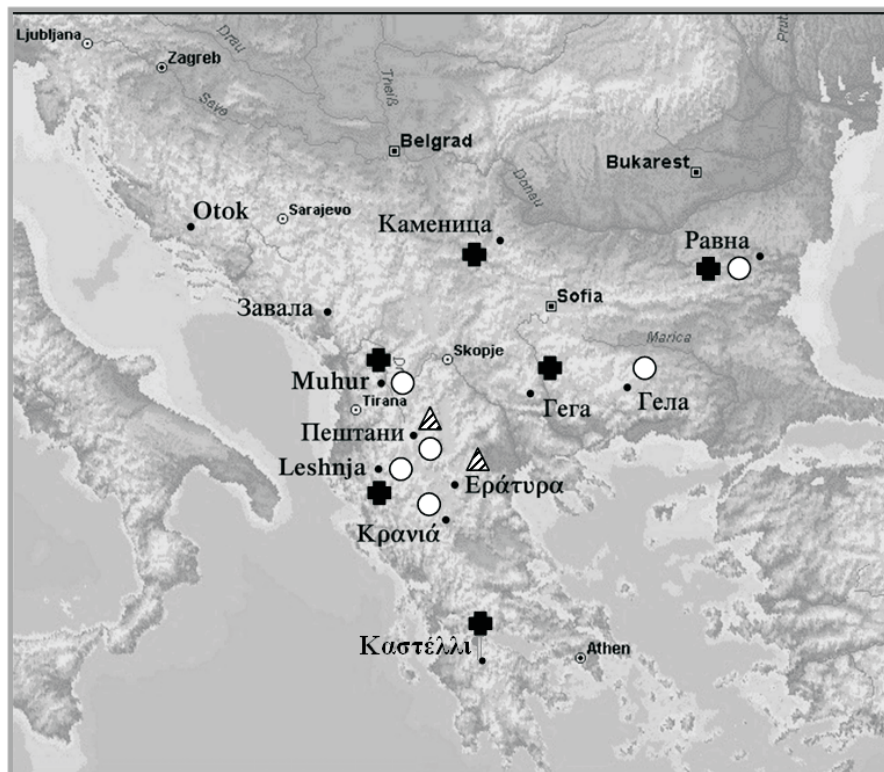 Ljubljana
Zagreb
Drau
Save
Theiß
Pruth
Belgrad
Bukarest
Donau
Otok
Sarajevo
Каменица
Равна
Завала
Sofia
Marica
Skopje
Muhur
Tirana
Гега
Гела
Пештани
Leshnja
Εράτυρα
Κρανιά
Καστέλλι
Athen